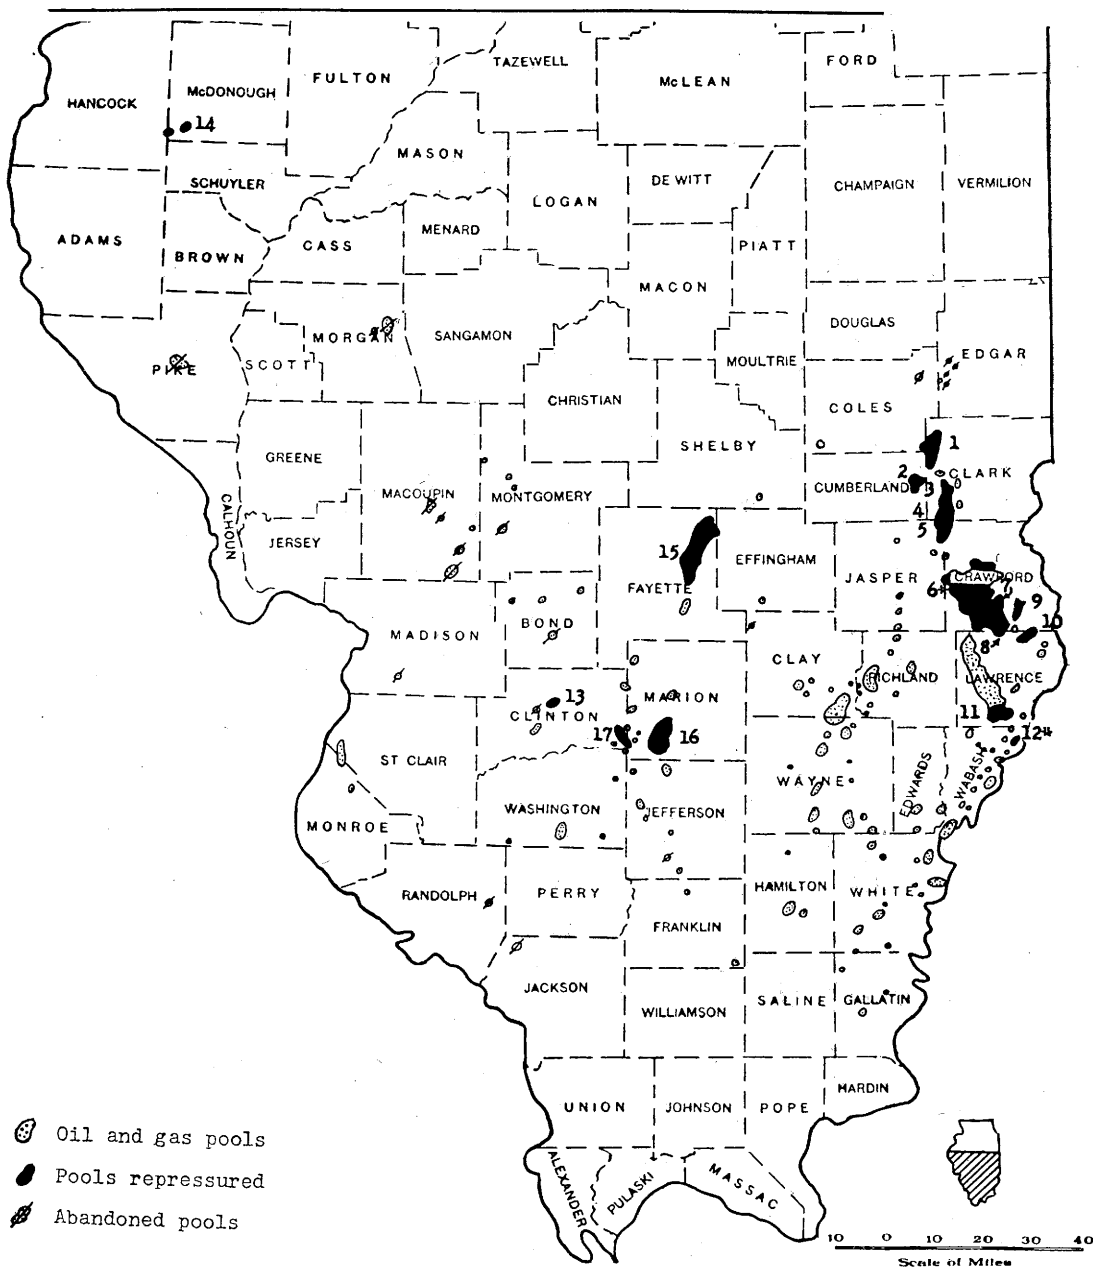 TAZEWELL
FORD
FULTON
McLEAN
McDONOUGH
HANCOCK
14
MASON
SCHUYLER
DE WITT
CHAMPAIGN
VERMILION
LOGAN
MENARD
ADAMS
CASS
PIATT
BROWN
MACON
DOUGLAS
MORGAN
SANGAMON
EDGAR
MOULTRIE
SCOTT
PIKE
CHRISTIAN
COLES
1
SHELBY
GREENE
2
CLARK
CUMBERLAND
3
MACOUPIN
MONTGOMERY
4
CALHOUN
5
JERSEY
15
EFFINGHAM
JASPER
CRAWFORD
FAYETTE
6
7
9
BOND
10
MADISON
8
CLAY
RICHLAND
LAWRENCE
13
MARION
CLINTON
11
17
16
12
ST CLAIR
WABASH
WAYNE
EDWARDS
WASHINGTON
JEFFERSON
MONROE
HAMILTON
WHITE
RANDOLPH
PERRY
FRANKLIN
JACKSON
SALINE
GALLATIN
WILLIAMSON
HARDIN
UNION
JOHNSON
POPE
ALEXANDER
PULASKI
MASSAC
Oil and gas pools
Pools repressured
Abandoned pools
10 0 10 20 30 40
Scale of Miles